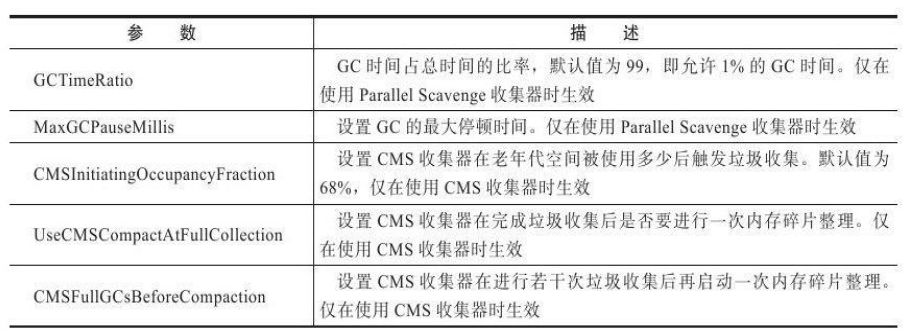 参 数 描 述
GCTimeRatio
GC 时间占总时间的比率，默认值为 99，即允许 1% 的 GC 时间。仅在
使用 Parallel Scavenge 收集器时生效
MaxGCPauseMillis
设置 GC 的最大停顿时间。仅在使用 Parallel Scavenge 收集器时生效
CMSInitiatingOccupancyFraction
设置 CMS 收集器在老年代空间被使用多少后触发垃圾收集。默认值为
68%，仅在使用 CMS 收集器时生效
UseCMSCompactAtFullCollection
设置 CMS 收集器在完成垃圾收集后是否要进行一次内存碎片整理。仅
在使用 CMS 收集器时生效
CMSFullGCsBeforeCompaction
设置 CMS 收集器在进行若干次垃圾收集后再启动一次内存碎片整理。
仅在使用 CMS 收集器时生效